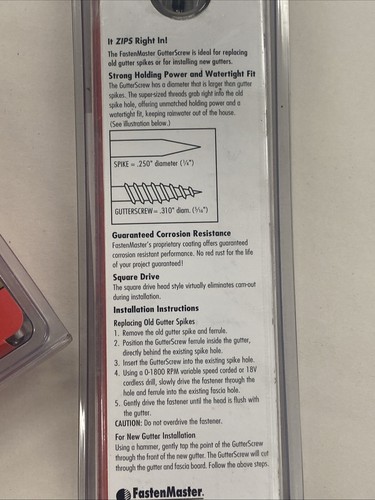 It ZIPS Right In!
The FastenMaster GutterScrew is ideal for replacing
old gutter spikes or for installing new gutters.
Strong Holding Power and Watertight Fit
The GutterScrew has a diameter that is larger than gutter
spikes. The super-sized threads grab right into the old
spike hole, offering unmatched holding power and a
watertight fit, keeping rainwater out of the house.
(See illustration below.)
SPIKE = .250" diameter (1/4")
GUTTERSCREW = .310" diam. (5/16")
Guaranteed Corrosion Resistance
FastenMaster's proprietary coating offers guaranteed
corrosion resistant performance. No red rust for the life
of your project guaranteed!
Square Drive
The square drive head style virtually eliminates cam-out
during installation.
Installation Instructions
Replacing Old Gutter Spikes
1. Remove the old gutter spike and ferrule.
2. Position the GutterScrew ferrule inside the gutter,
directly behind the existing spike hole.
3. Insert the GutterScrew into the existing spike hole.
4. Using a 0-1800 RPM variable speed corded or 18V
cordless drill, slowly drive the fastener through the
hole and ferrule into the existing fascia hole.
5. Gently drive the fastener until the head is flush with
the gutter.
CAUTION: Do not overdrive the fastener.
For New Gutter Installation
Using a hammer, gently tap the point of the GutterScrew
through the front of the new gutter. The GutterScrew will cut
through the gutter and fascia board. Follow the above steps.
FastenMaster